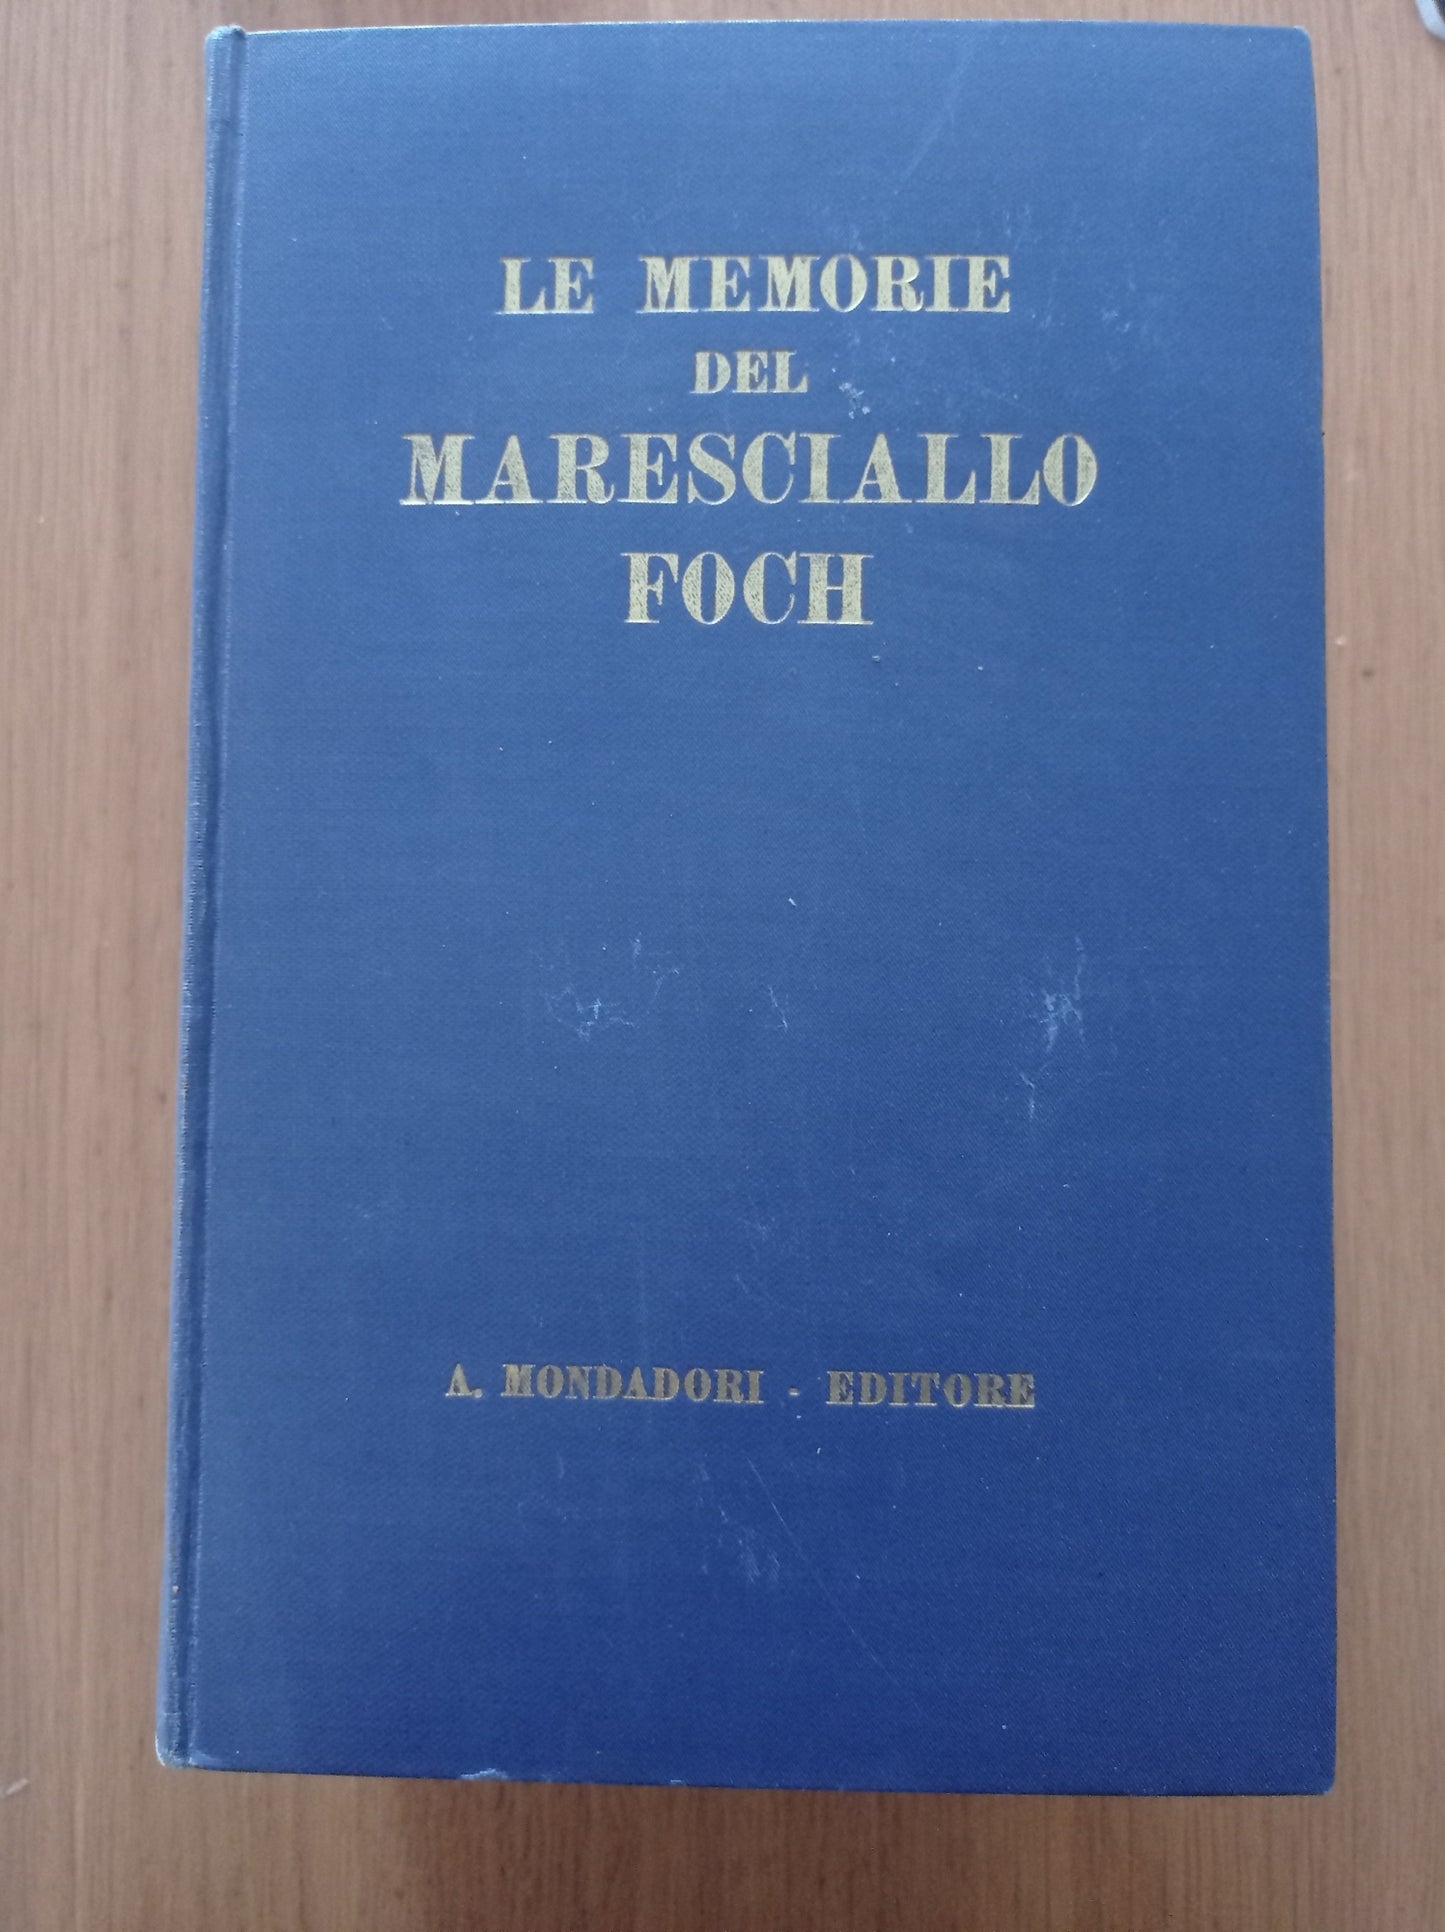 LE MEMORIE
DEL
MARESCIALLO
FOCH
A. MONDADORI - EDITORE